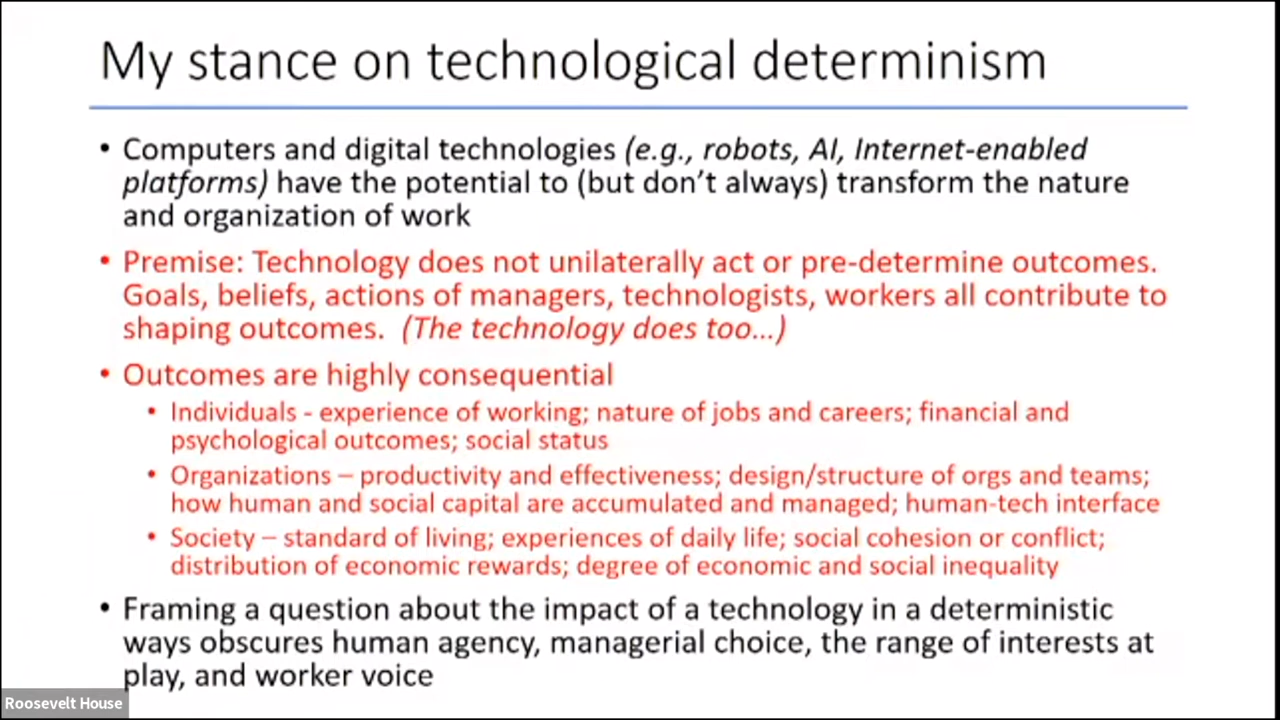 My stance on technological determinism
• Computers and digital technologies (e.g., robots, AI, Internet-enabled
platforms) have the potential to (but don't always) transform the nature
and organization of work
• Premise: Technology does not unilaterally act or pre-determine outcomes.
Goals, beliefs, actions of managers, technologists, workers all contribute to
shaping outcomes. (The technology does too...)
• Outcomes are highly consequential
• Individuals - experience of working; nature of jobs and careers; financial and
psychological outcomes; social status
• Organizations – productivity and effectiveness; design/structure of orgs and teams;
how human and social capital are accumulated and managed; human-tech interface
• Society – standard of living; experiences of daily life; social cohesion or conflict;
distribution of economic rewards; degree of economic and social inequality
• Framing a question about the impact of a technology in a deterministic
ways obscures human agency, managerial choice, the range of interests at
play, and worker voice
Roosevelt House